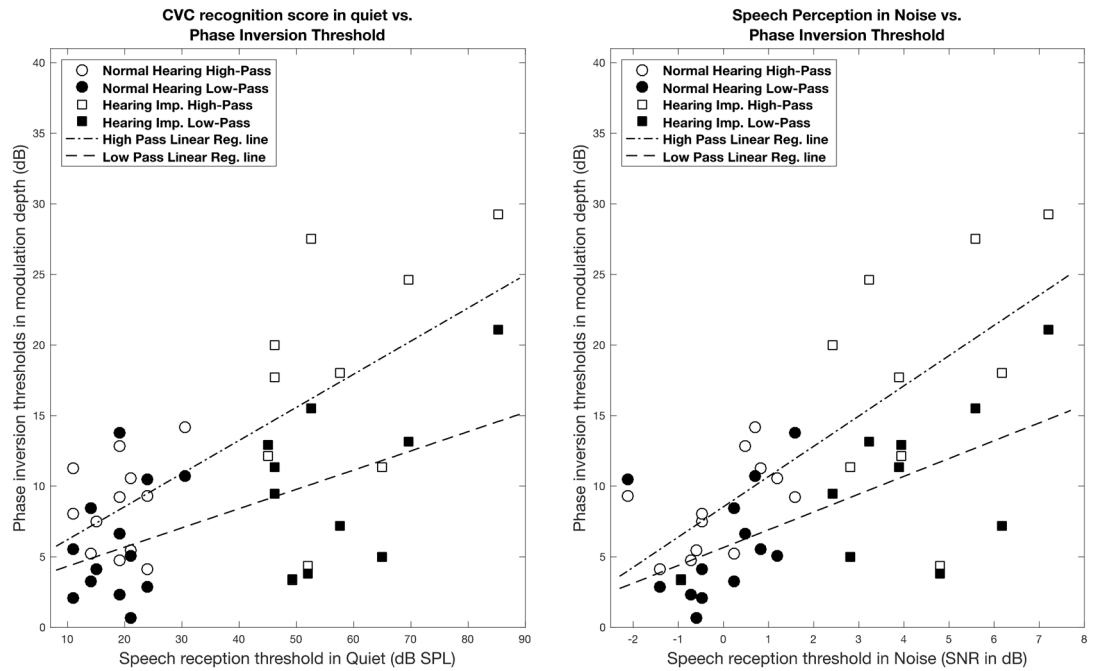 CVC recognition score in quiet vs.
Phase Inversion Threshold
Phase inversion thresholds in modulation depth (dB)
40
35
30
25
20
15
10
5
0
Normal Hearing High-Pass
Normal Hearing Low-Pass
Hearing Imp. High-Pass
Hearing Imp. Low-Pass
High Pass Linear Reg. line
Low Pass Linear Reg. line
10 20 30 40 50 60 70 80 90
Speech reception threshold in Quiet (dB SPL)
Speech Perception in Noise vs.
Phase Inversion Threshold
Phase inversion thresholds in modulation depth (dB)
40
35
30
25
20
15
10
5
0
Normal Hearing High-Pass
Normal Hearing Low-Pass
Hearing Imp. High-Pass
Hearing Imp. Low-Pass
High Pass Linear Reg. line
Low Pass Linear Reg. line
-2 -1 0 1 2 3 4 5 6 7 8
Speech reception threshold in Noise (SNR in dB)